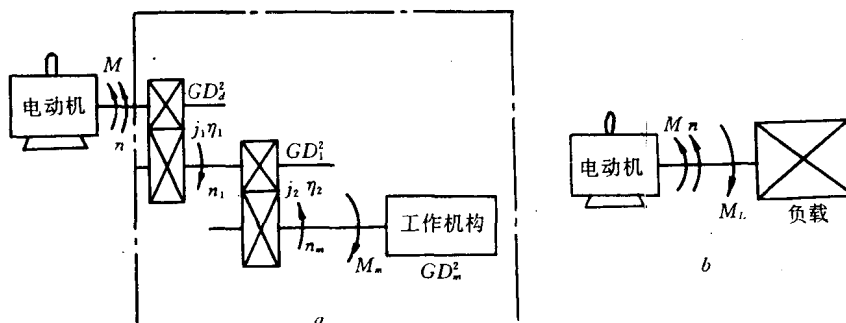 M
电动机
n
GD²_d
j₁η₁
n₁
GD²₁
j₂ η₂
n_m
M_m
工作机构
GD²_m
a
M n
电动机
M_L
负载
b